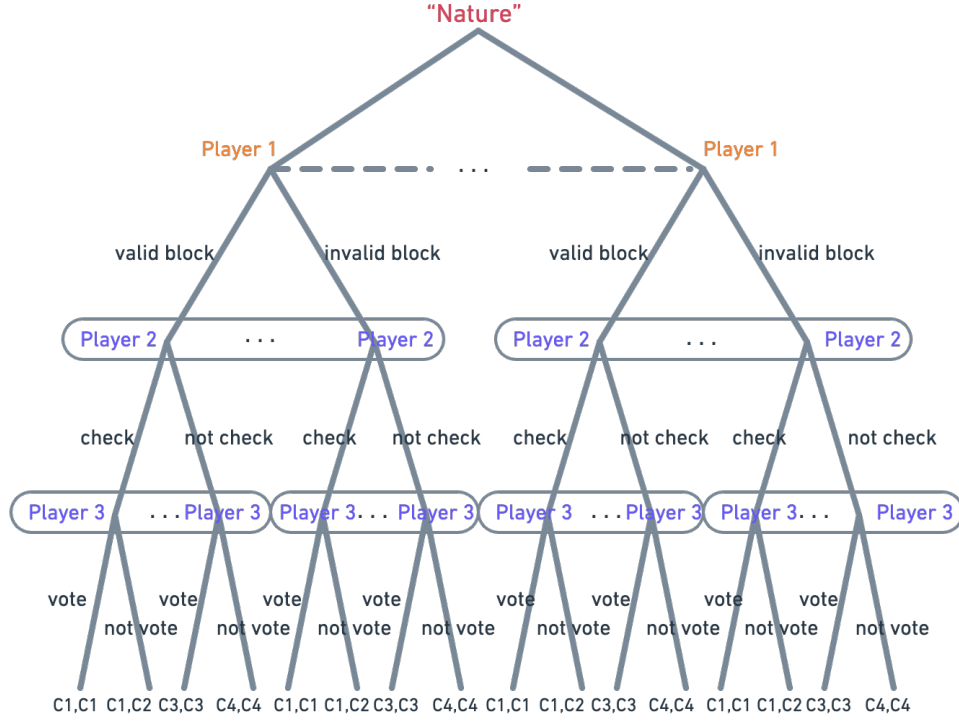 “Nature”
Player 1 Player 1
. . .
valid block invalid block valid block invalid block
Player 2 . . . Player 2 Player 2 . . . Player 2
check not check check not check check not check check not check
Player 3 . . . Player 3 Player 3 . . . Player 3 Player 3 . . . Player 3 Player 3 . . . Player 3
vote vote vote vote vote vote vote vote
not vote not vote not vote not vote not vote not vote not vote not vote
C1,C1 C1,C2 C3,C3 C4,C4 C1,C1 C1,C2 C3,C3 C4,C4 C1,C1 C1,C2 C3,C3 C4,C4 C1,C1 C1,C2 C3,C3 C4,C4